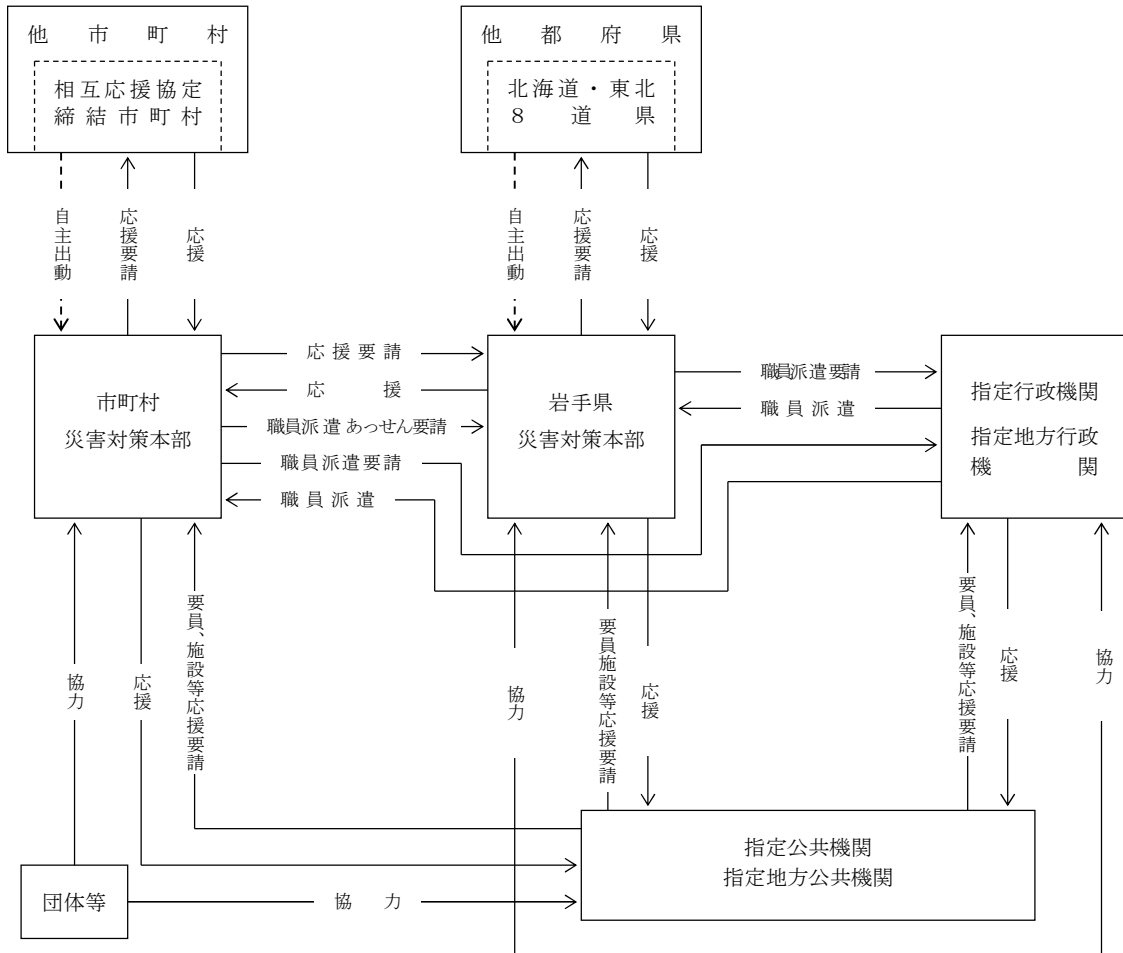 他市町村
相互応援協定
締結市町村
他都府県
北海道・東北
8道県
自主出動
応援要請
応援
自主出動
応援要請
応援
市町村
災害対策本部
応援要請
応援
職員派遣あっせん要請
職員派遣要請
職員派遣
岩手県
災害対策本部
職員派遣要請
職員派遣
指定行政機関
指定地方行政
機関
協力
応援
要員、施設等応援要請
協力
要員施設等応援要請
応援
要員、施設等応援要請
応援
協力
指定公共機関
指定地方公共機関
団体等
協力